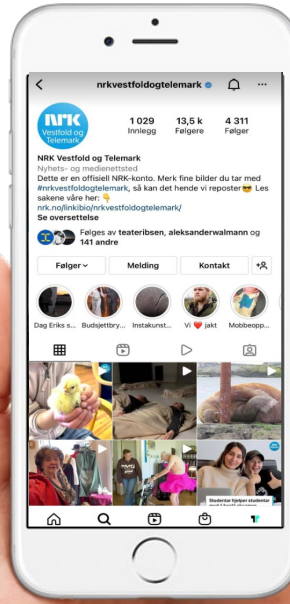 nrkvestfoldogtelemark
NRK
Vestfold og
Telemark
1 029 13,5 k 4 311
Innlegg Følgere Følger
NRK Vestfold og Telemark
Nyhets- og medienettsted
Dette er en offisiell NRK-konto. Merk fine bilder du tar med
#nrkvestfoldogtelemark, så kan det hende vi reposter😎 Les
sakene våre her: 👇
nrk.no/linkibio/nrkvestfoldogtelemark/
Se oversettelse
Følges av teateribsen, aleksanderwalmann og
141 andre
Følger Melding Kontakt
Dag Eriks s... Budsjettbry... Instakunst... Vi ❤️ jakt Mobbeopp...
Studentar hjelper studentar